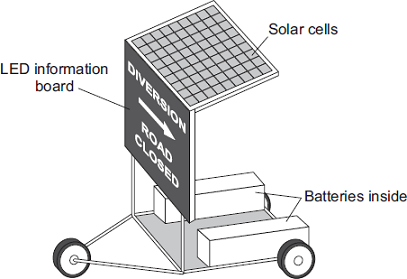 Solar cells
LED information
board
DIVERSION
ROAD
CLOSED
Batteries inside